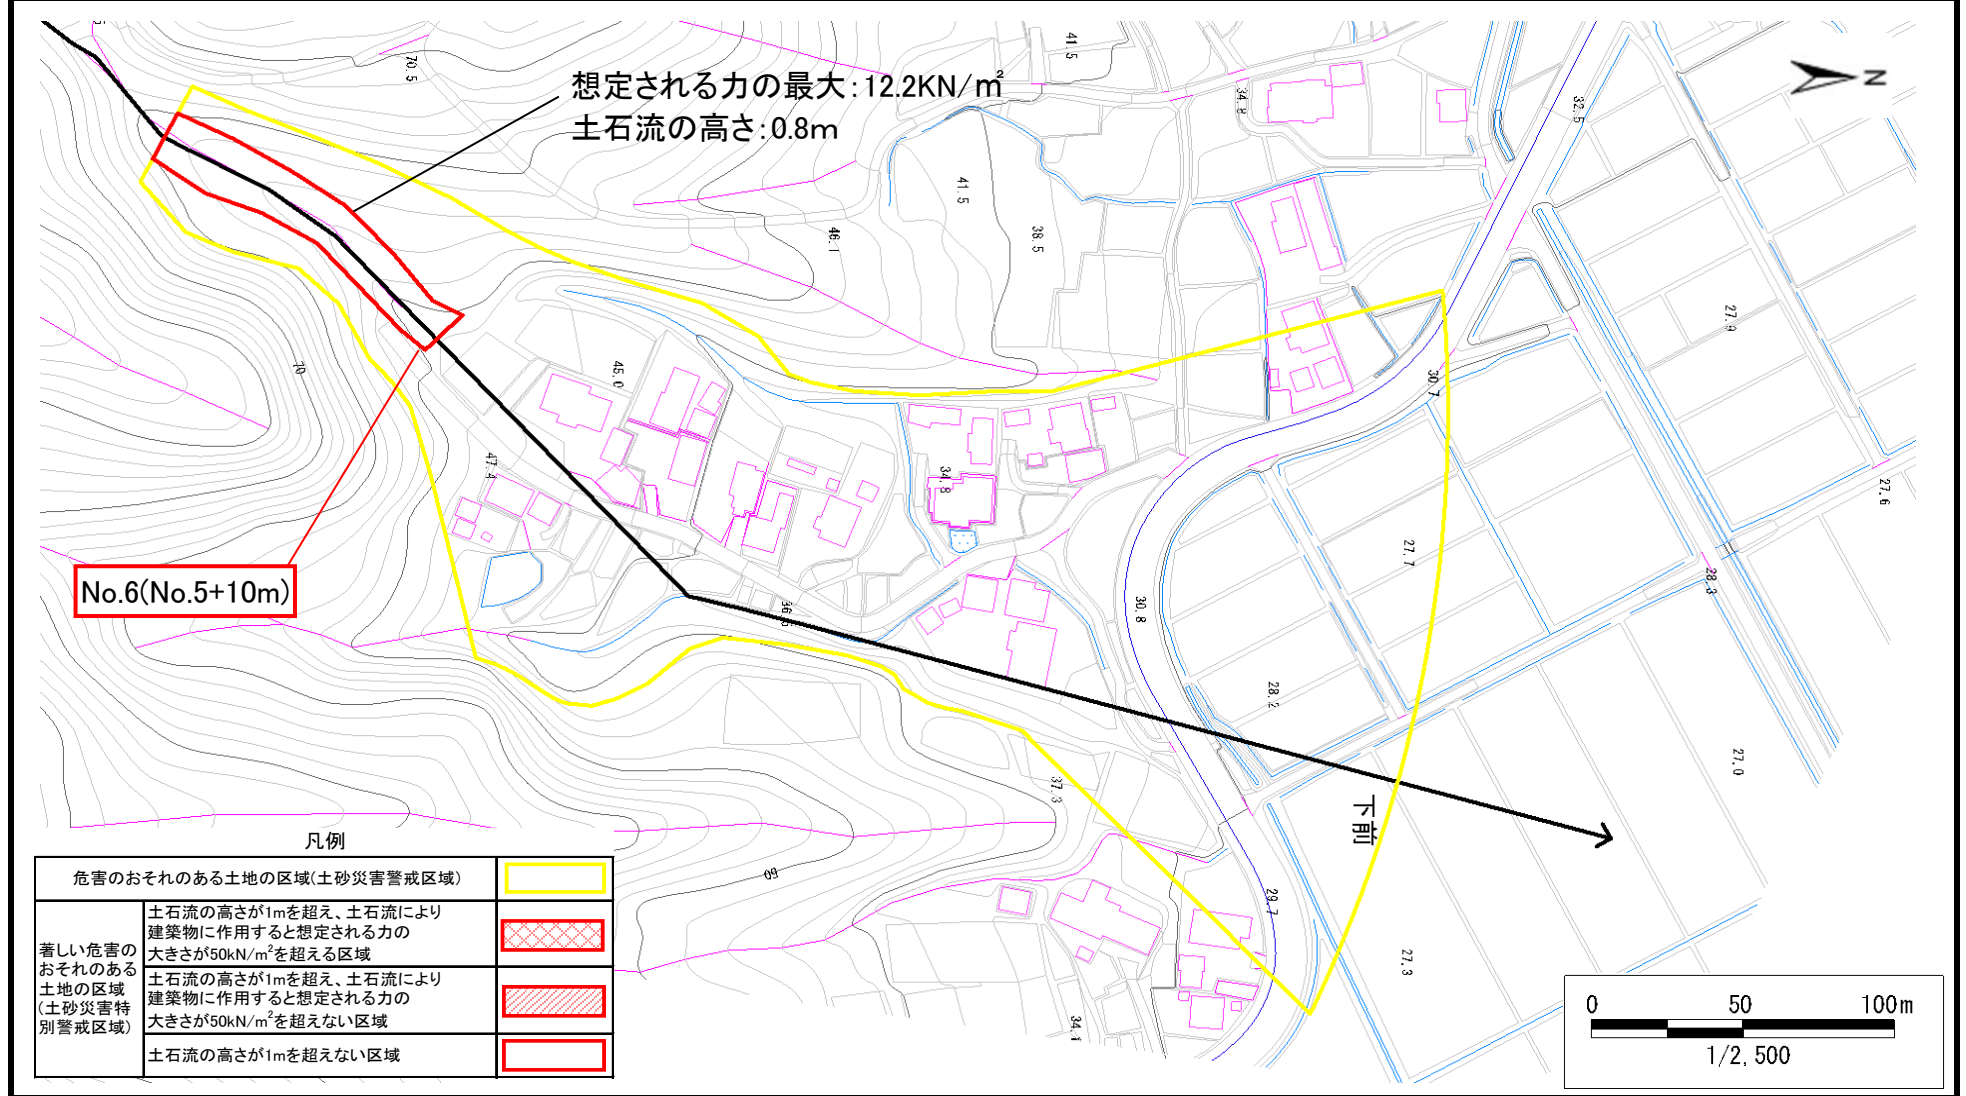 想定される力の最大:12.2KN/㎡
土石流の高さ:0.8m
N
70.5
41.5
34.8
32.5
41.5
38.5
46.1
27.9
30.7
45.0
70
47.4
34.8
27.6
27.7
28.3
No.6(No.5+10m)
30.8
28.2
27.0
37.3
下前
凡例
60
29.7
27.3
34.1
危害のおそれのある土地の区域(土砂災害警戒区域)
著しい危害の
おそれのある
土地の区域
(土砂災害特
別警戒区域)
土石流の高さが1mを超え、土石流により
建築物に作用すると想定される力の
大きさが50kN/m²を超える区域
土石流の高さが1mを超え、土石流により
建築物に作用すると想定される力の
大きさが50kN/m²を超えない区域
土石流の高さが1mを超えない区域
0 50 100m
1/2,500